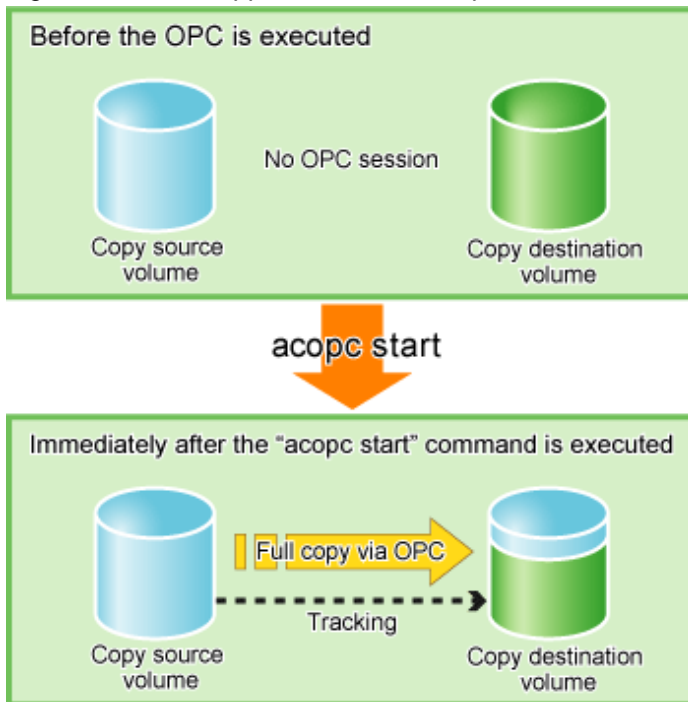 Before the OPC is executed
No OPC session
Copy source
volume
Copy destination
volume
acopc start
Immediately after the “acopc start” command is executed
Full copy via OPC
Tracking
Copy source
volume
Copy destination
volume